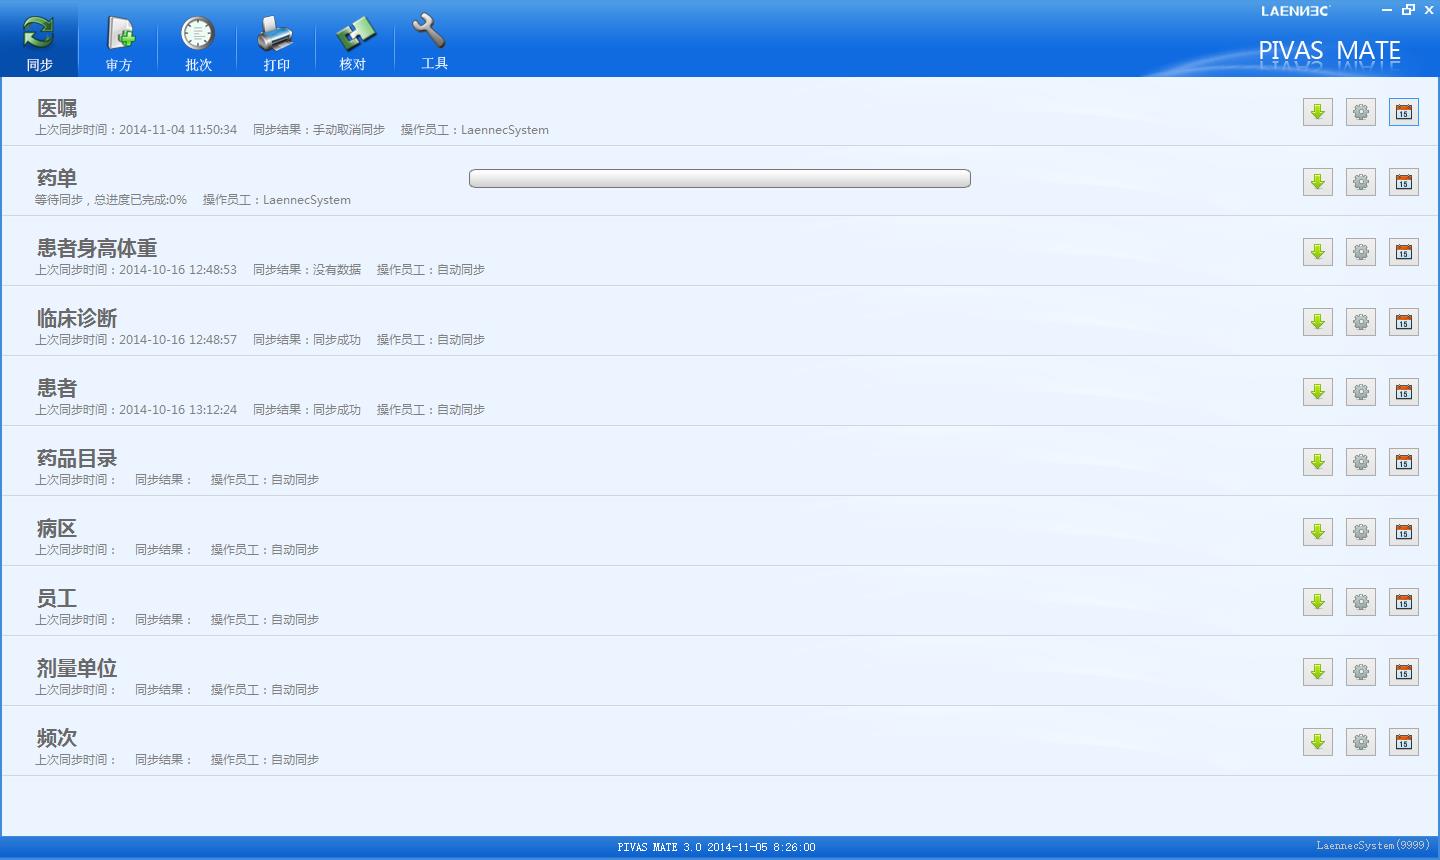 LAENNEC
PIVAS MATE
同步 审方 批次 打印 核对 工具
医嘱
上次同步时间：2014-11-04 11:50:34 同步结果：手动取消同步 操作员工：LaennecSystem
15
药单
等待同步，总进度已完成:0% 操作员工：LaennecSystem
15
患者身高体重
上次同步时间：2014-10-16 12:48:53 同步结果：没有数据 操作员工：自动同步
15
临床诊断
上次同步时间：2014-10-16 12:48:57 同步结果：同步成功 操作员工：自动同步
15
患者
上次同步时间：2014-10-16 13:12:24 同步结果：同步成功 操作员工：自动同步
15
药品目录
上次同步时间： 同步结果： 操作员工：自动同步
15
病区
上次同步时间： 同步结果： 操作员工：自动同步
15
员工
上次同步时间： 同步结果： 操作员工：自动同步
15
剂量单位
上次同步时间： 同步结果： 操作员工：自动同步
15
频次
上次同步时间： 同步结果： 操作员工：自动同步
15
PIVAS MATE 3.0 2014-11-05 8:26:00 LaennecSystem(9999)